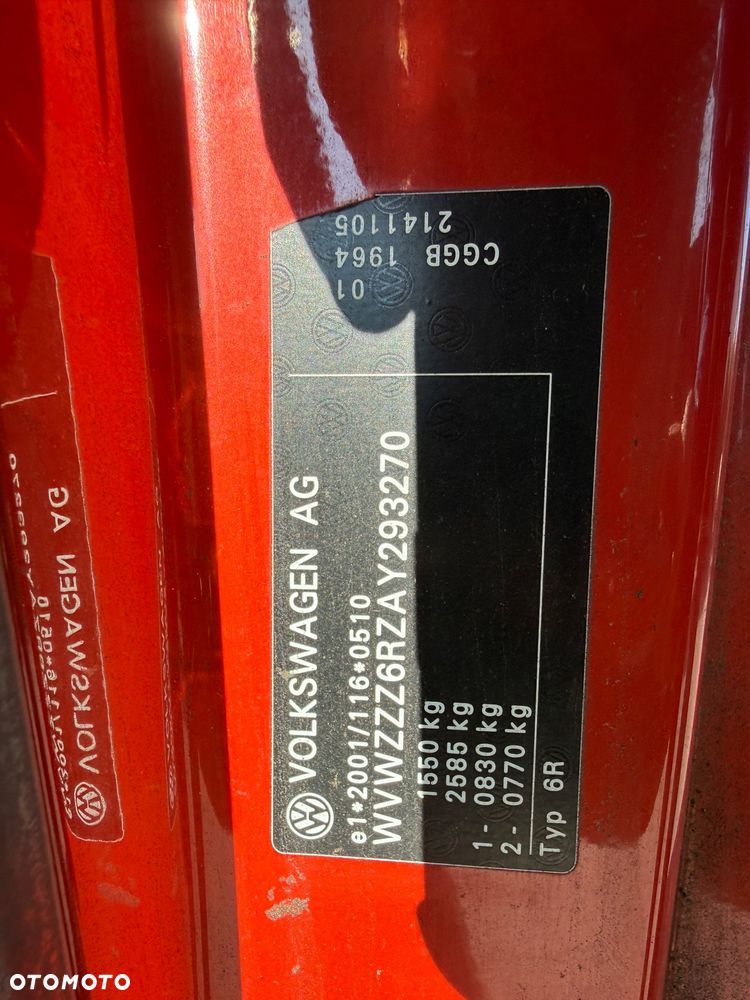 VOLKSWAGEN AG
e1*2001/116*0510
WVWZZZ6RZAY293270
1550 kg
2585 kg
1- 0830 kg
2- 0770 kg
Typ 6R
2141105
CGGB 1964
01
VOLKSWAGEN AG
OTOMOTO